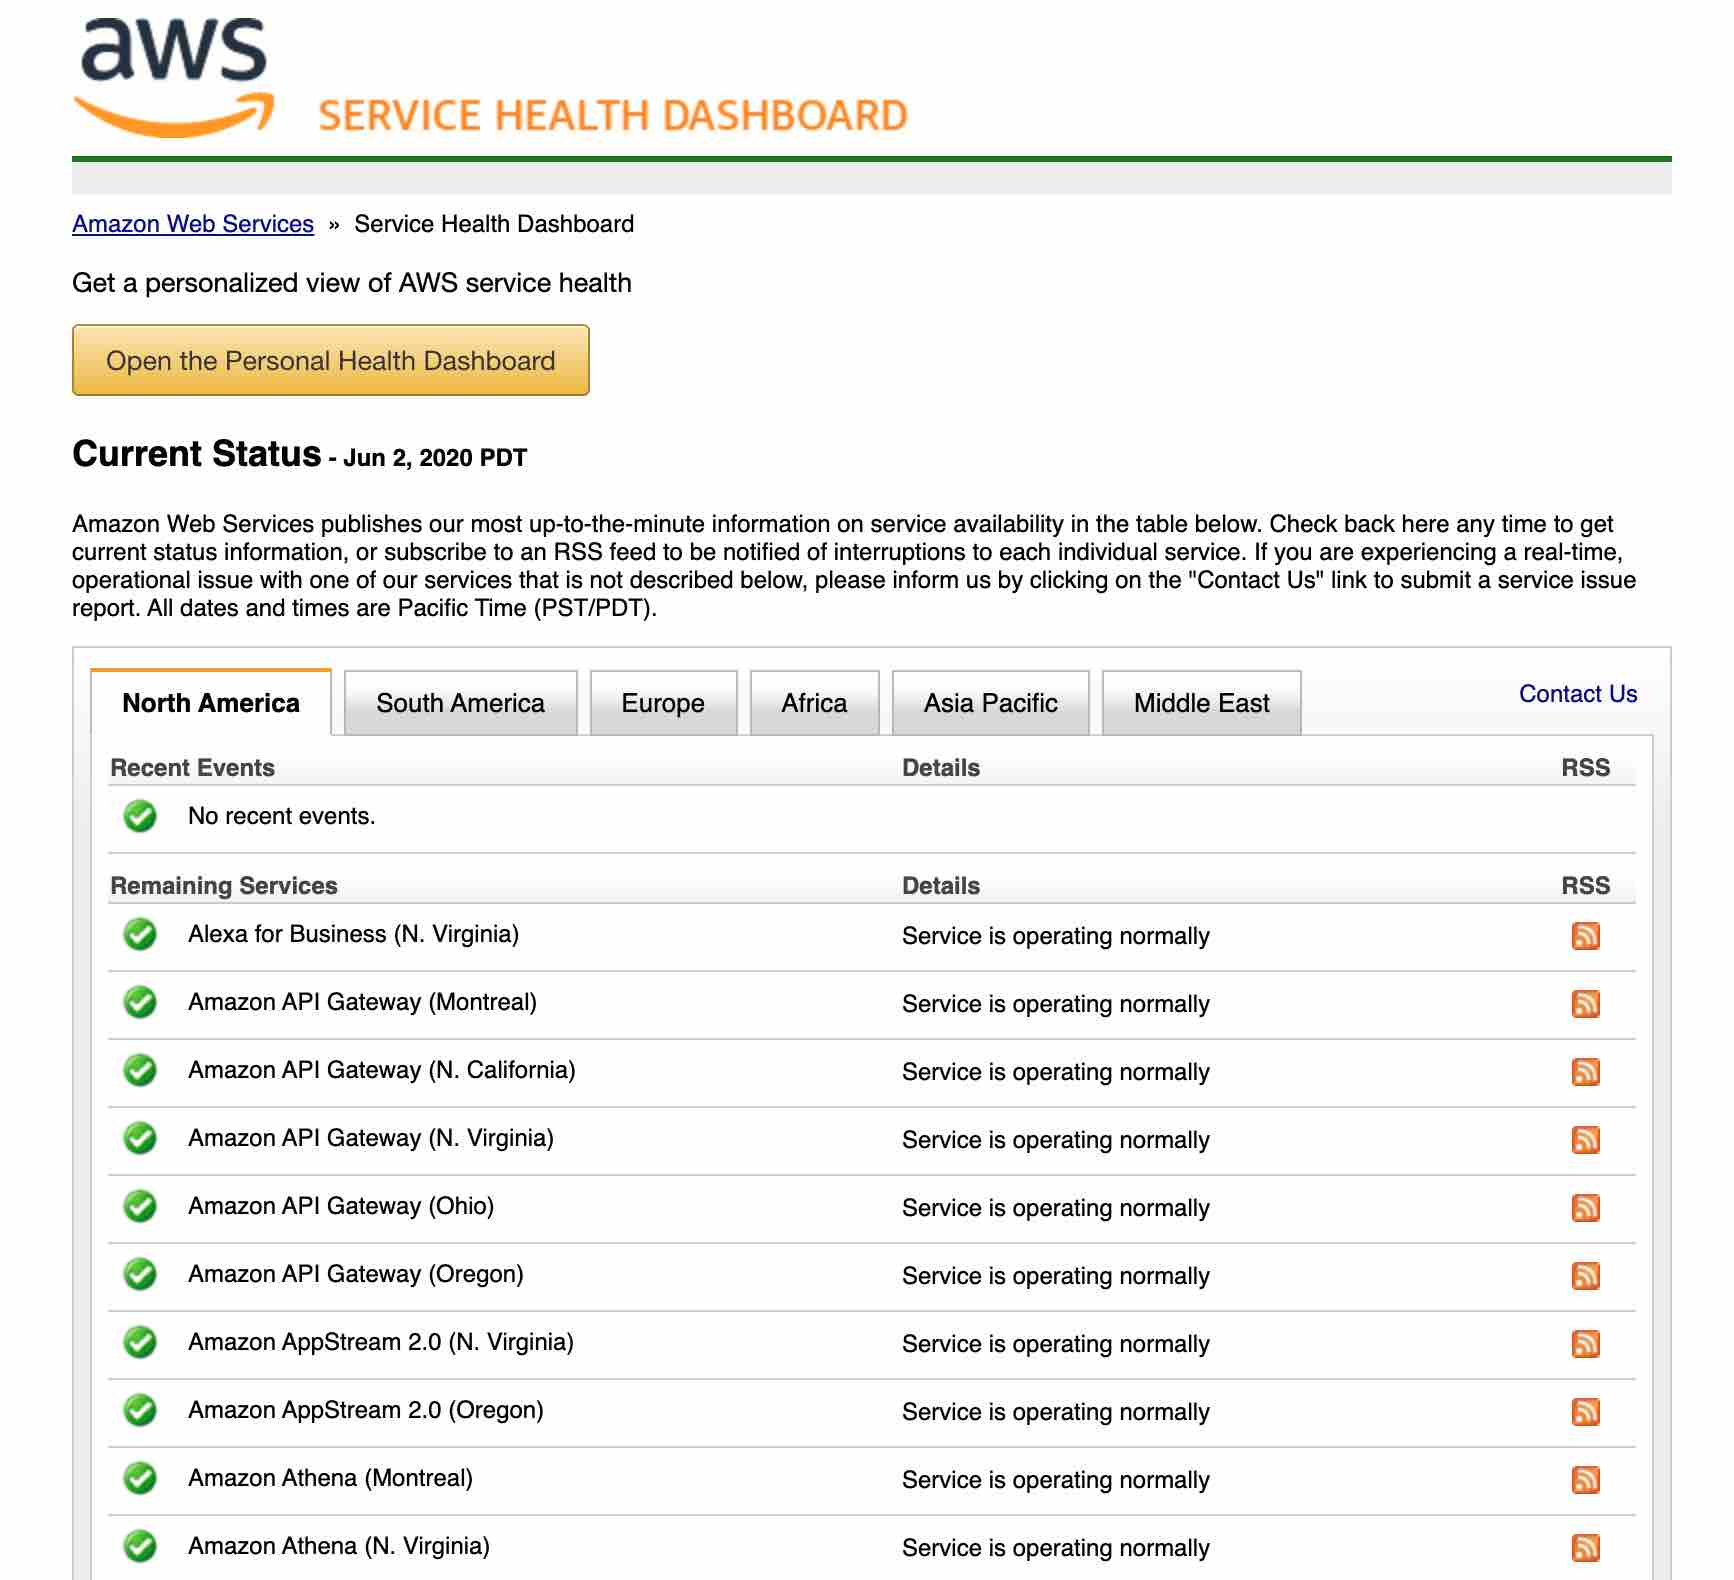 aws
SERVICE HEALTH DASHBOARD
Amazon Web Services » Service Health Dashboard
Get a personalized view of AWS service health
Open the Personal Health Dashboard
Current Status - Jun 2, 2020 PDT
Amazon Web Services publishes our most up-to-the-minute information on service availability in the table below. Check back here any time to get
current status information, or subscribe to an RSS feed to be notified of interruptions to each individual service. If you are experiencing a real-time,
operational issue with one of our services that is not described below, please inform us by clicking on the "Contact Us" link to submit a service issue
report. All dates and times are Pacific Time (PST/PDT).
North America South America Europe Africa Asia Pacific Middle East Contact Us
Recent Events Details RSS
No recent events.
Remaining Services Details RSS
Alexa for Business (N. Virginia) Service is operating normally
Amazon API Gateway (Montreal) Service is operating normally
Amazon API Gateway (N. California) Service is operating normally
Amazon API Gateway (N. Virginia) Service is operating normally
Amazon API Gateway (Ohio) Service is operating normally
Amazon API Gateway (Oregon) Service is operating normally
Amazon AppStream 2.0 (N. Virginia) Service is operating normally
Amazon AppStream 2.0 (Oregon) Service is operating normally
Amazon Athena (Montreal) Service is operating normally
Amazon Athena (N. Virginia) Service is operating normally